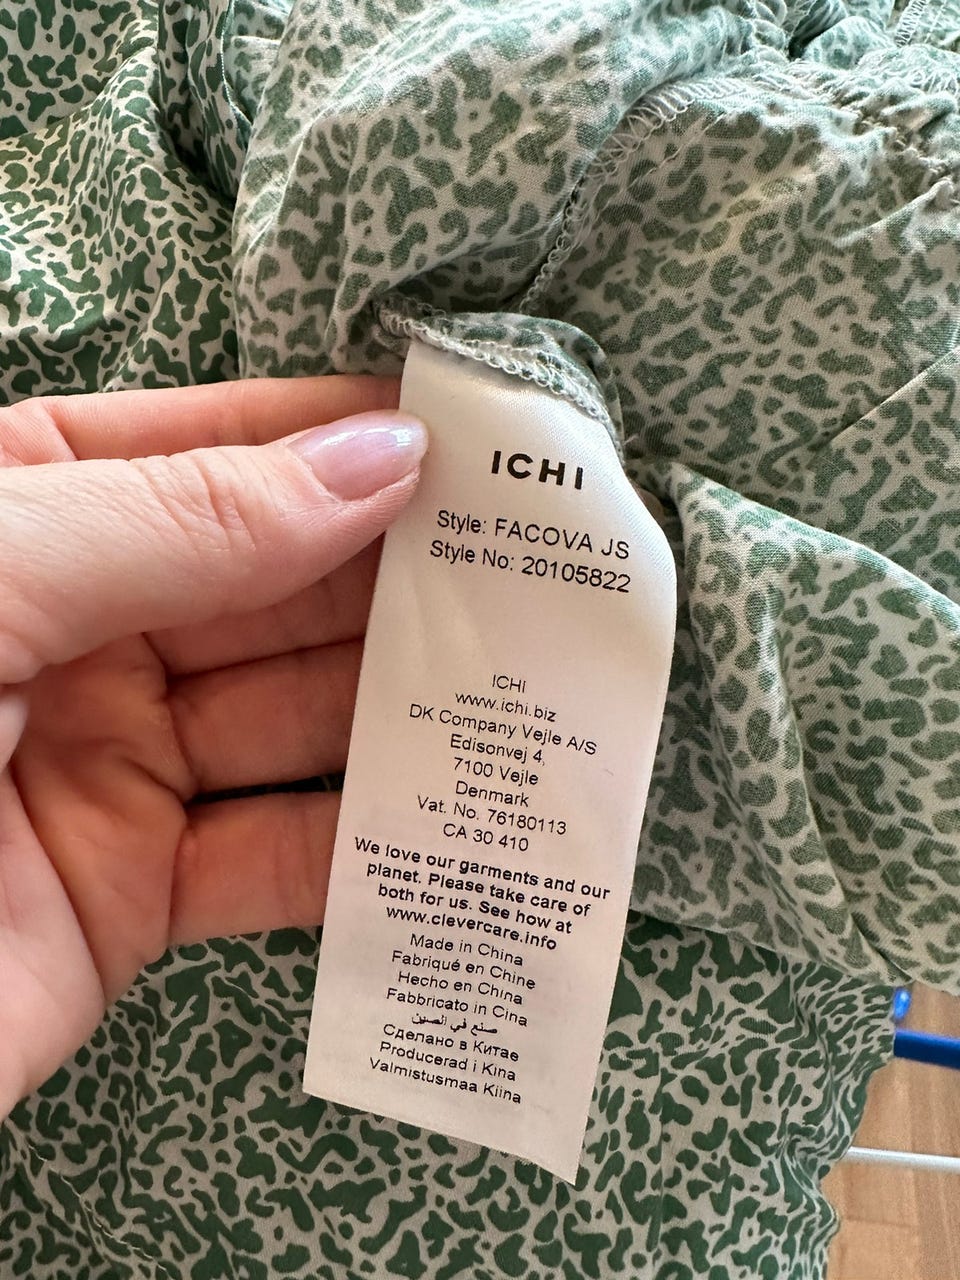 ICHI
Style: FACOVA JS
Style No: 20105822
ICHI
www.ichi.biz
DK Company Vejle A/S
Edisonvej 4,
7100 Vejle
Denmark
Vat. No. 76180113
CA 30 410
We love our garments and our
planet. Please take care of
both for us. See how at
www.clevercare.info
Made in China
Fabriqué en Chine
Hecho en China
Fabbricato in Cina
صنع في الصين
Сделано в Китае
Producerad i Kina
Valmistusmaa Kiina